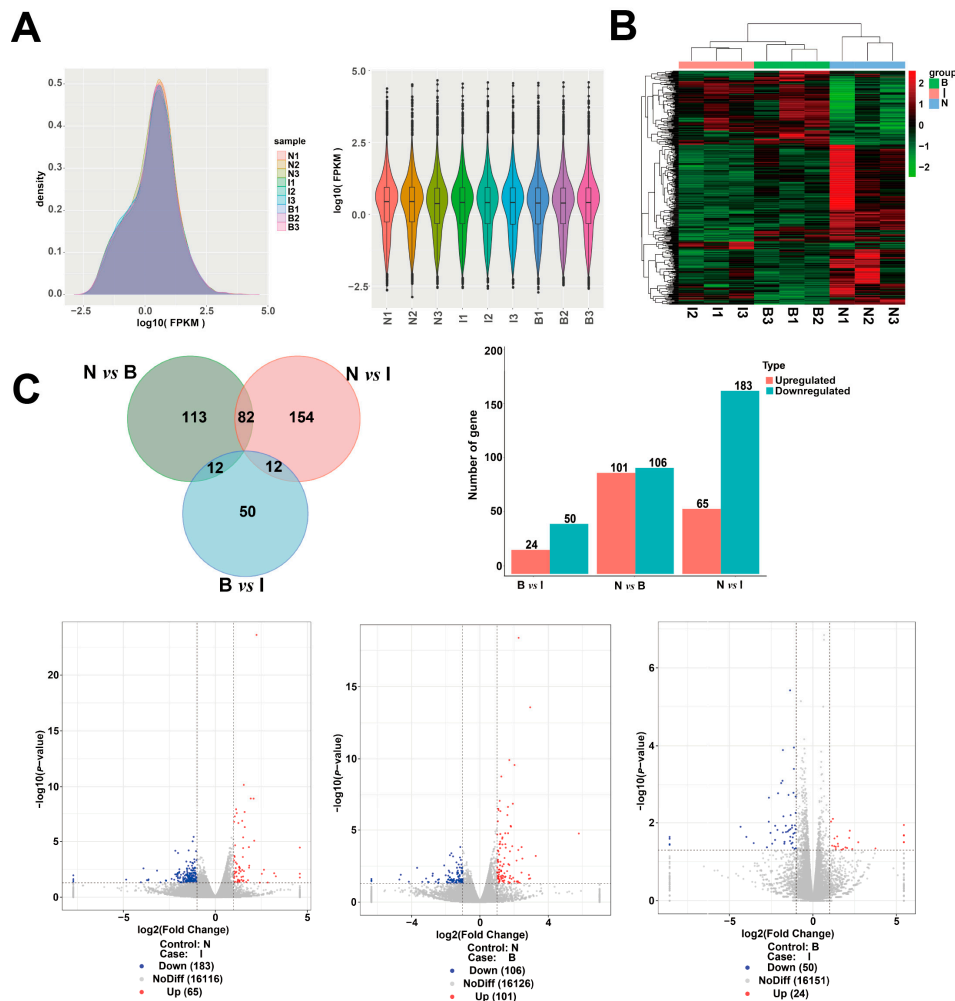 A
B
0.5
0.4
0.3
0.2
0.1
0.0
density
-2.5
0.0
2.5
5.0
log10( FPKM )
sample
N1
N2
N3
I1
I2
I3
B1
B2
B3
5.0
2.5
0.0
−2.5
log10( FPKM )
N1
N2
N3
I1
I2
I3
B1
B2
B3
group
B
I
N
2
1
0
−1
−2
I2
I1
I3
B3
B1
B2
N1
N2
N3
C
N vs B
N vs I
113
82
154
12
12
50
B vs I
200
150
100
50
0
Number of gene
Type
Upregulated
Downregulated
24
50
101
106
65
183
B vs I
N vs B
N vs I
20
15
10
5
0
−log10(P−value)
−5
0
5
log2(Fold Change)
Control: N
Case: I
Down (183)
NoDiff (16116)
Up (65)
15
10
5
0
−log10(P−value)
−4
0
4
log2(Fold Change)
Control: N
Case: B
Down (106)
NoDiff (16126)
Up (101)
6
4
2
0
−log10(P−value)
−5
0
5
log2(Fold Change)
Control: B
Case: I
Down (50)
NoDiff (16151)
Up (24)